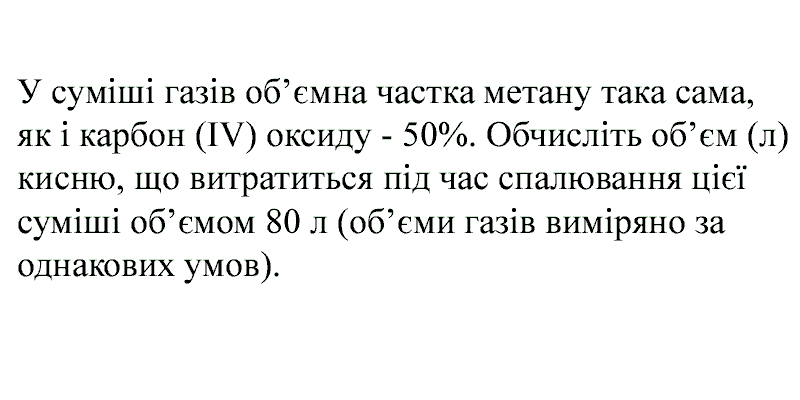 У суміші газів об’ємна частка метану така сама,
як і карбон (IV) оксиду - 50%. Обчисліть об’єм (л)
кисню, що витратиться під час спалювання цієї
суміші об’ємом 80 л (об’єми газів виміряно за
однакових умов).